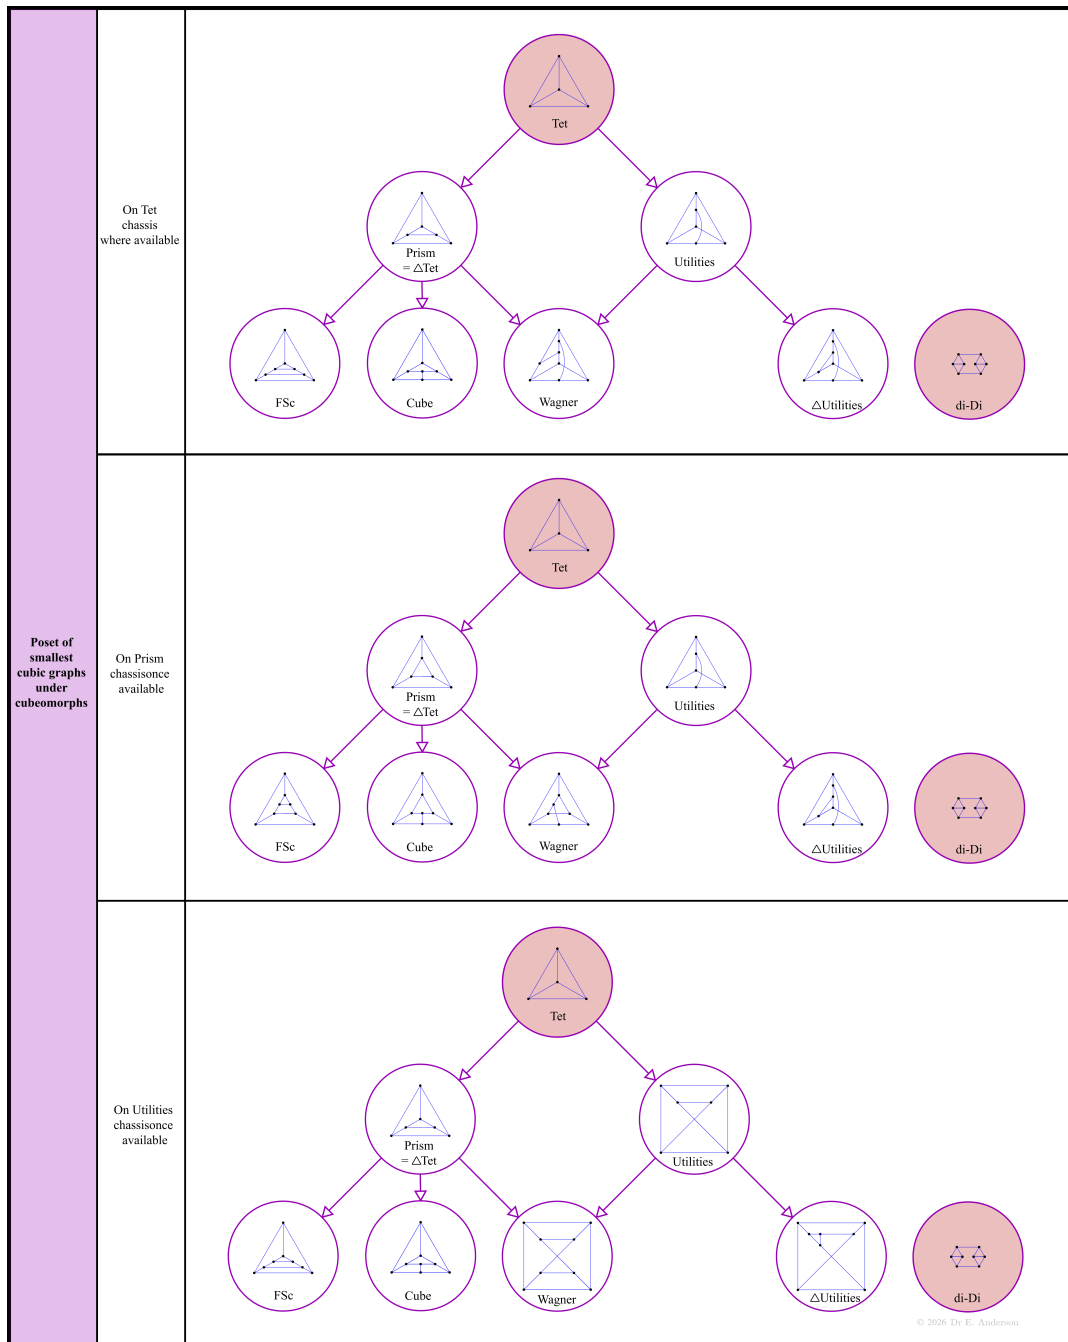 Poset of
smallest
cubic graphs
under
cubeomorphs
On Tet
chassis
where available
Tet
Prism
= △Tet
Utilities
FSc
Cube
Wagner
△Utilities
di-Di
On Prism
chassisonce
available
Tet
Prism
= △Tet
Utilities
FSc
Cube
Wagner
△Utilities
di-Di
On Utilities
chassisonce
available
Tet
Prism
= △Tet
Utilities
FSc
Cube
Wagner
△Utilities
di-Di
© 2026 Dr E. Anderson